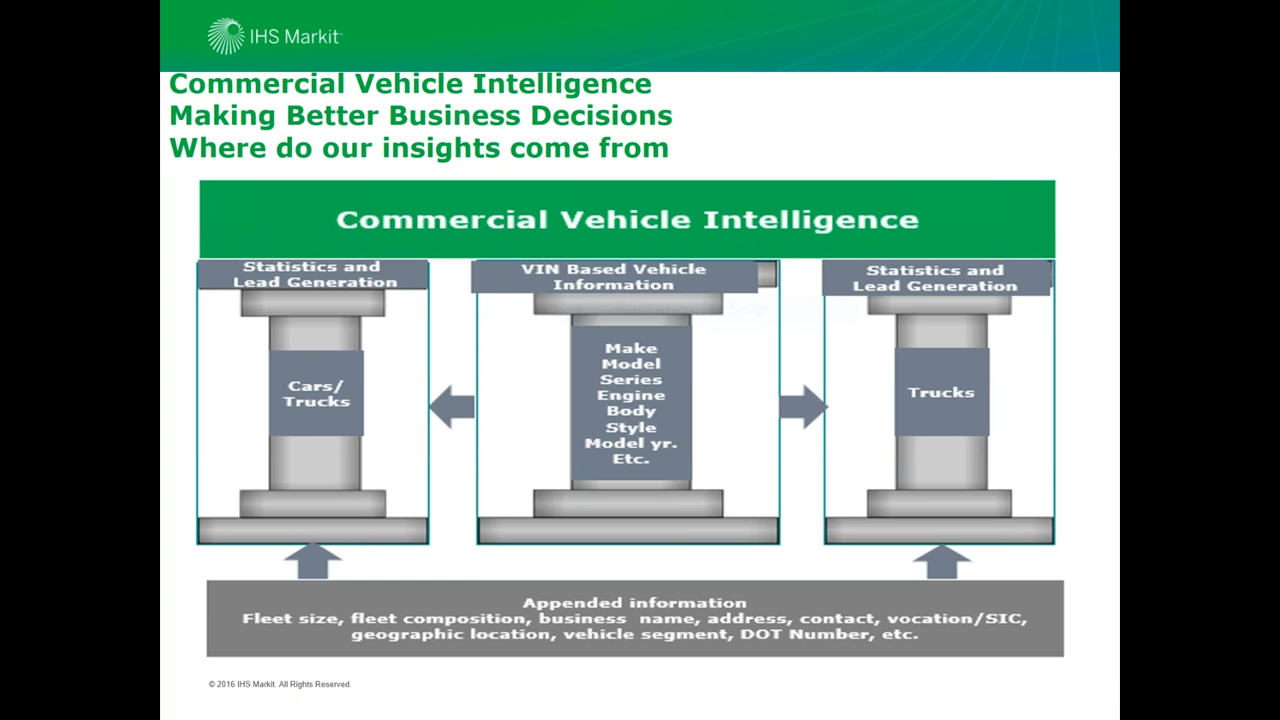 IHS Markit
Commercial Vehicle Intelligence
Making Better Business Decisions
Where do our insights come from
Commercial Vehicle Intelligence
Statistics and
Lead Generation
Cars/
Trucks
VIN Based Vehicle
Information
Make
Model
Series
Engine
Body
Style
Model yr.
Etc.
Statistics and
Lead Generation
Trucks
Appended information
Fleet size, fleet composition, business name, address, contact, vocation/SIC,
geographic location, vehicle segment, DOT Number, etc.
© 2016 IHS Markit. All Rights Reserved.